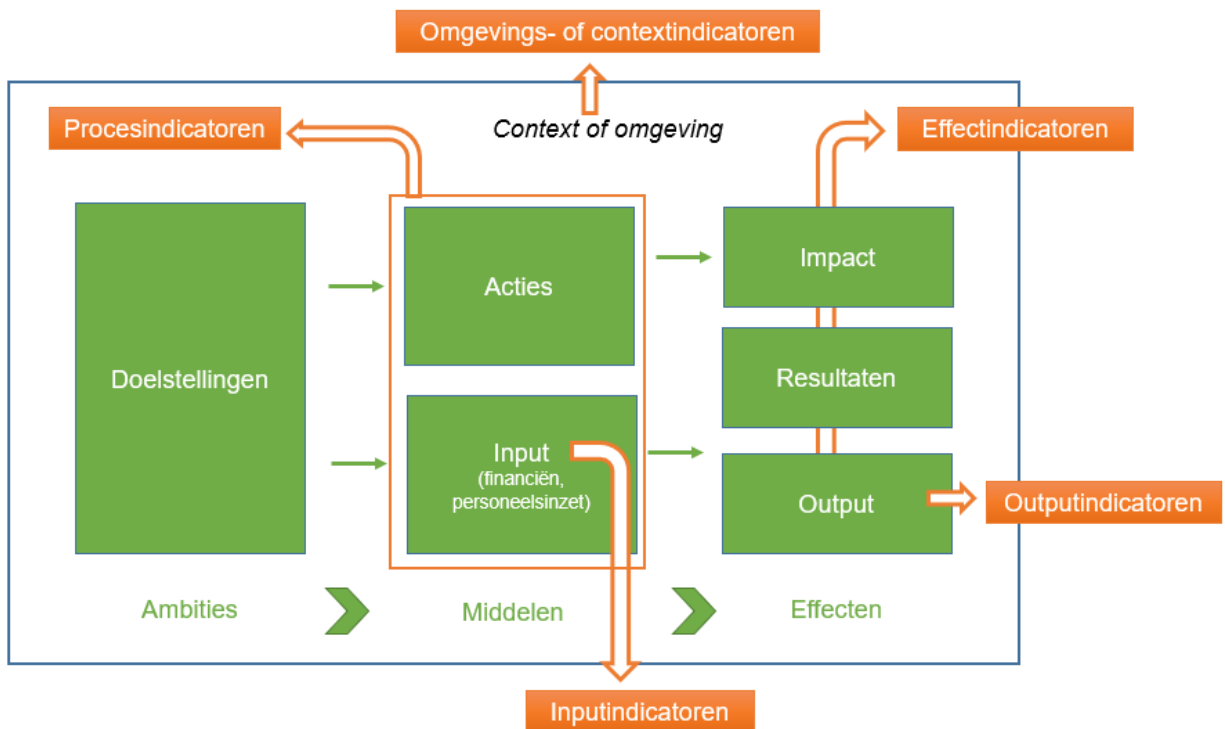 Omgevings- of contextindicatoren
Procesindicatoren
Context of omgeving
Effectindicatoren
Doelstellingen
Acties
Impact
Resultaten
Input
(financiën,
personeelsinzet)
Output
Outputindicatoren
Ambities
Middelen
Effecten
Inputindicatoren